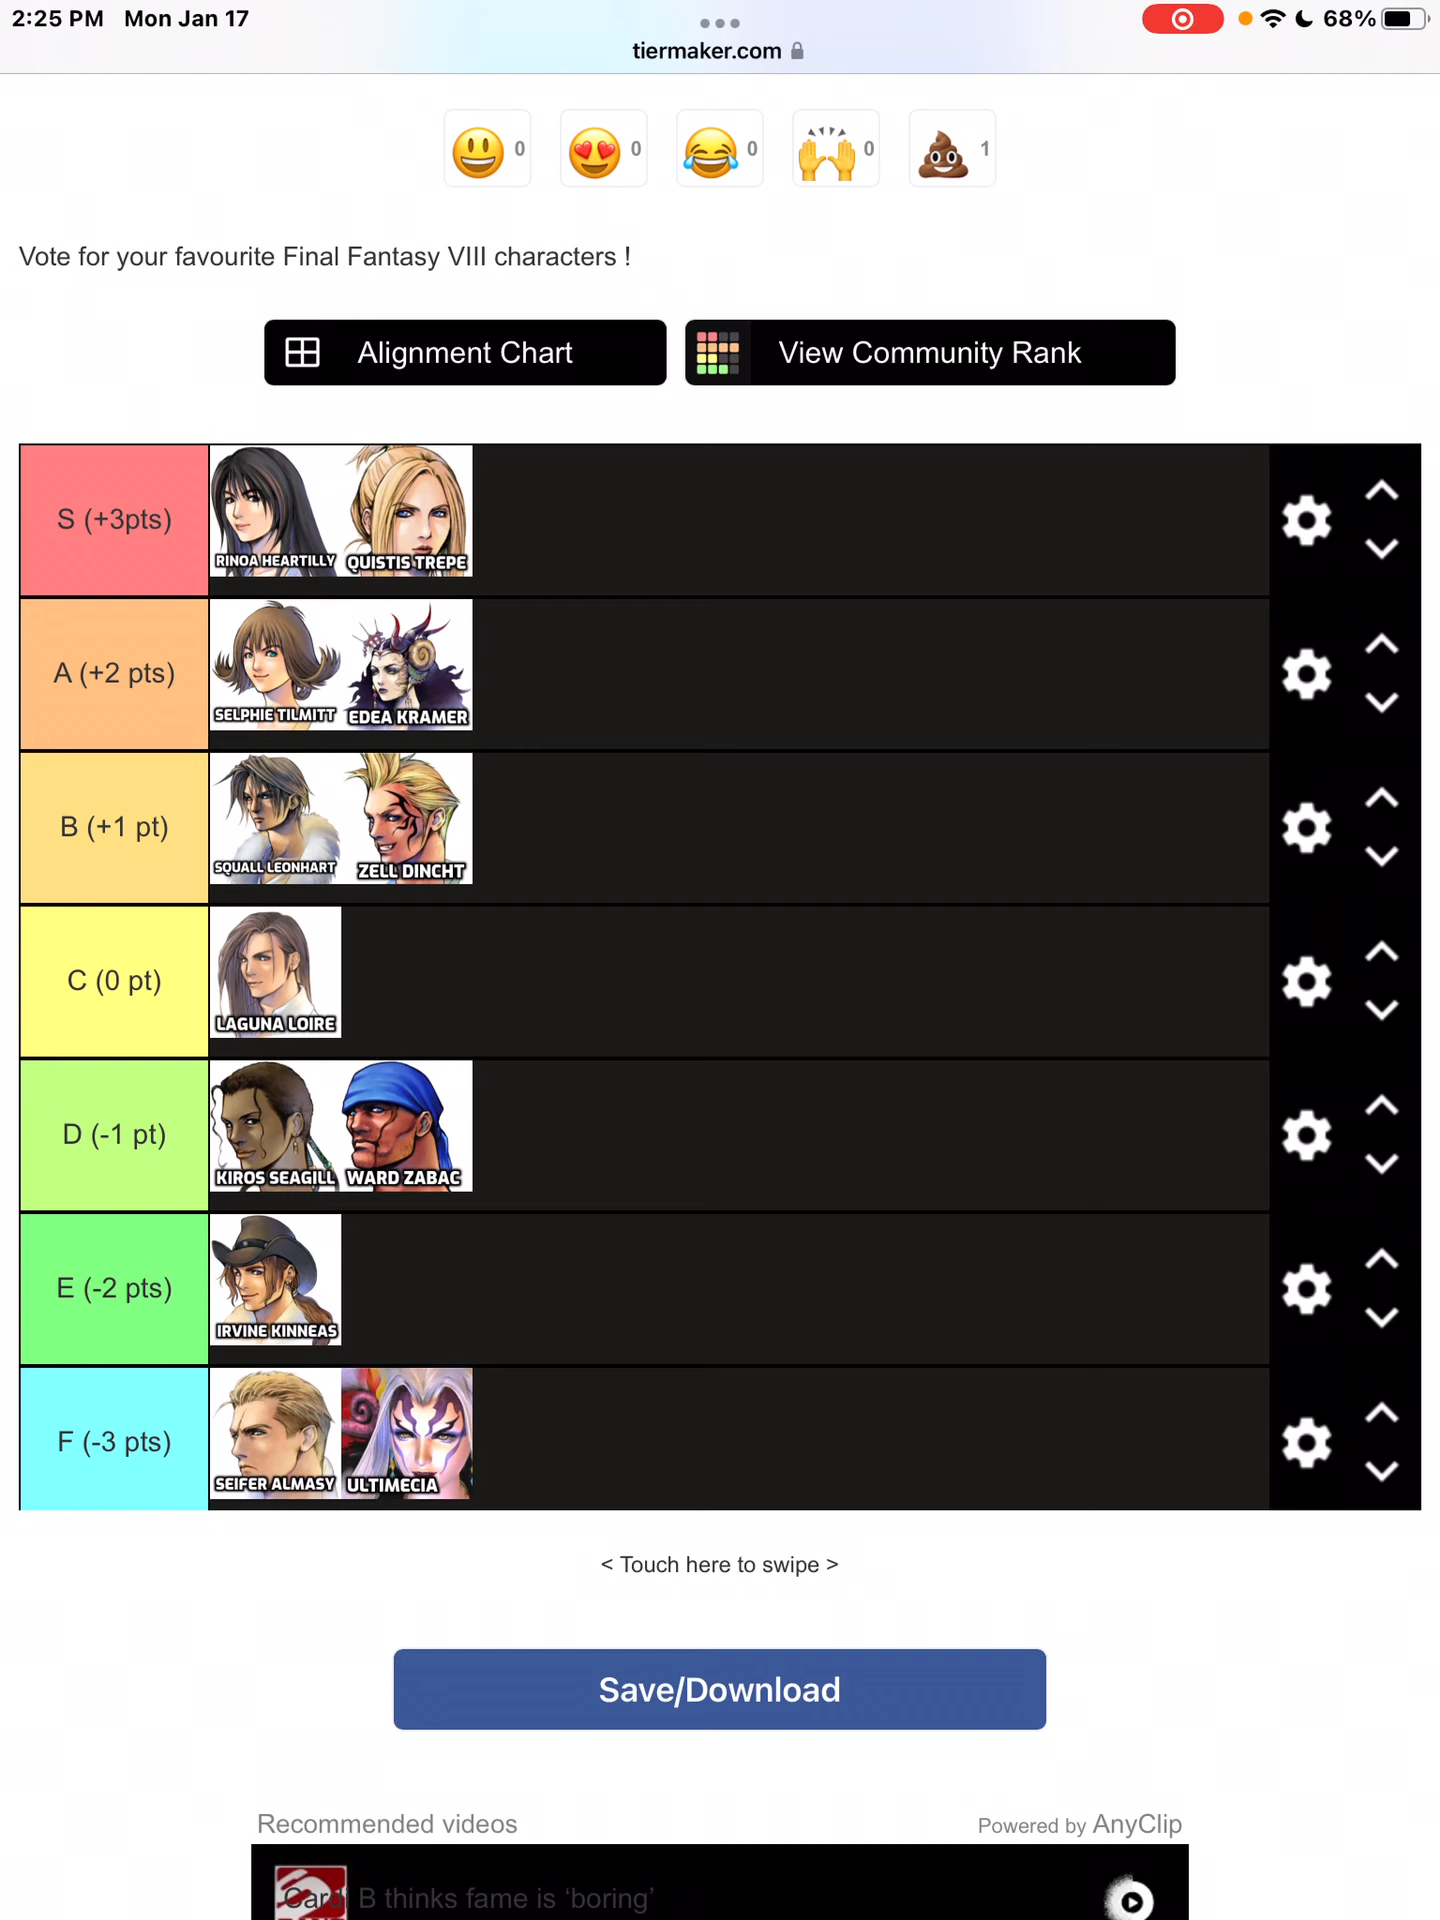 2:25 PM Mon Jan 17
68%
tiermaker.com
0 0 0 0 1
Vote for your favourite Final Fantasy VIII characters !
Alignment Chart
View Community Rank
S (+3pts)
RINOA HEARTILLY
QUISTIS TREPE
A (+2 pts)
SELPHIE TILMITT
EDEA KRAMER
B (+1 pt)
SQUALL LEONHART
ZELL DINCHT
C (0 pt)
LAGUNA LOIRE
D (-1 pt)
KIROS SEAGILL
WARD ZABAC
E (-2 pts)
IRVINE KINNEAS
F (-3 pts)
SEIFER ALMASY
ULTIMECIA
< Touch here to swipe >
Save/Download
Recommended videos
Powered by AnyClip
Cardi B thinks fame is ‘boring’